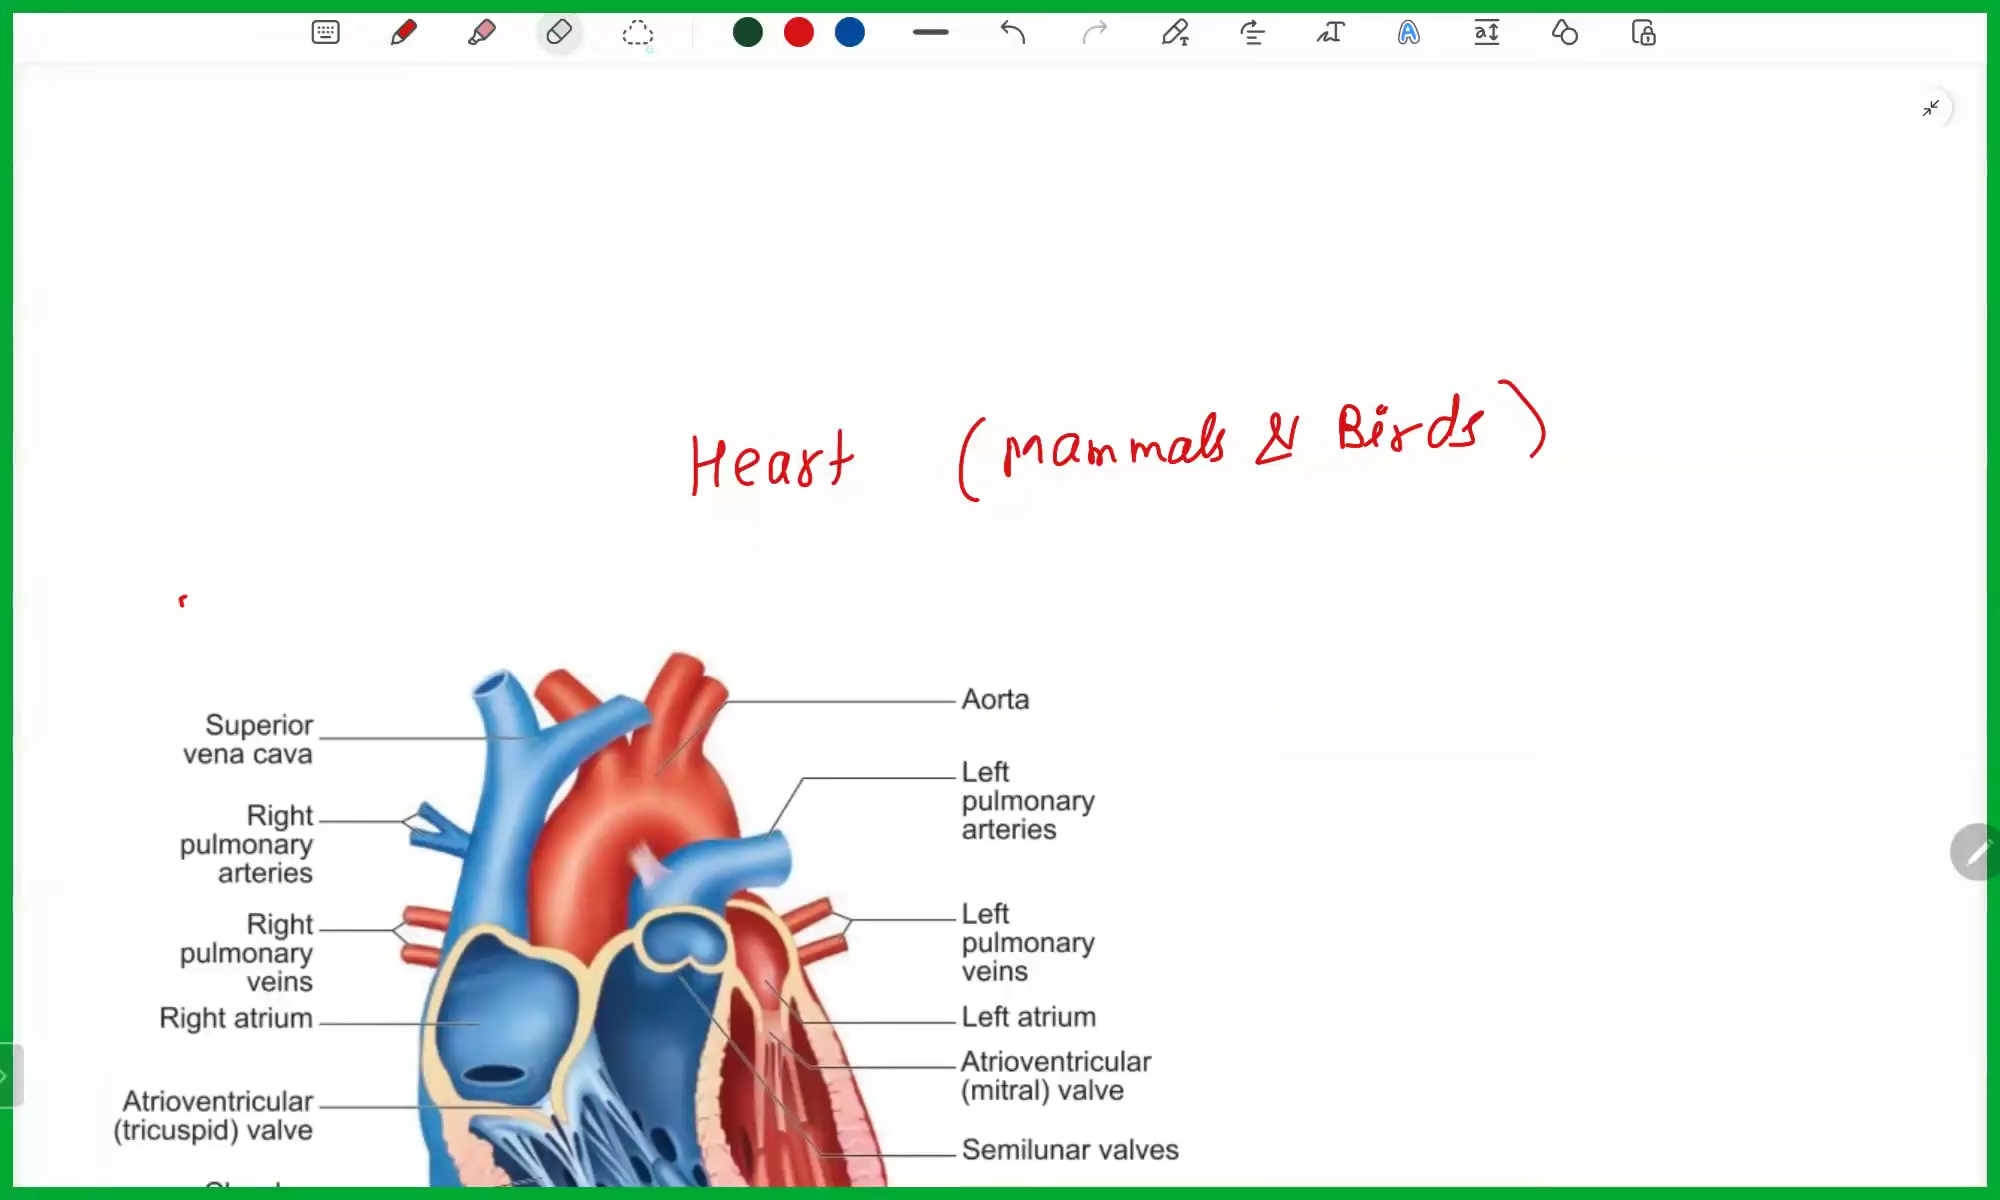 Heart (Mammals & Birds)
Superior
vena cava
Right
pulmonary
arteries
Right
pulmonary
veins
Right atrium
Atrioventricular
(tricuspid) valve
Aorta
Left
pulmonary
arteries
Left
pulmonary
veins
Left atrium
Atrioventricular
(mitral) valve
Semilunar valves